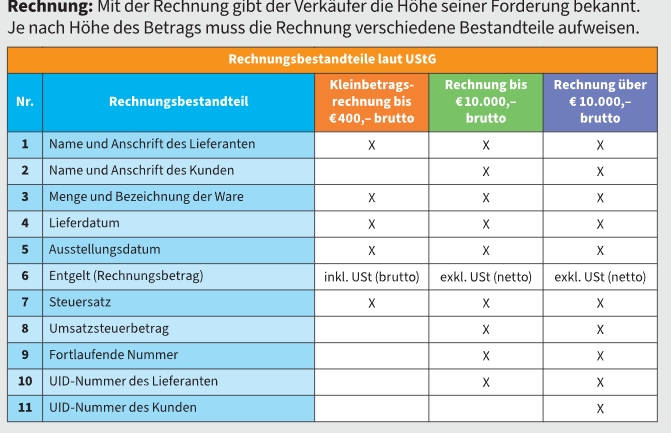 Rechnung: Mit der Rechnung gibt der Verkäufer die Höhe seiner Forderung bekannt.
Je nach Höhe des Betrags muss die Rechnung verschiedene Bestandteile aufweisen.
Rechnungsbestandteile laut UStG
Nr. Rechnungsbestandteil Kleinbetrags-
rechnung bis
€ 400,– brutto Rechnung bis
€ 10.000,–
brutto Rechnung über
€ 10.000,–
brutto
1 Name und Anschrift des Lieferanten X X X
2 Name und Anschrift des Kunden X X
3 Menge und Bezeichnung der Ware X X X
4 Lieferdatum X X X
5 Ausstellungsdatum X X X
6 Entgelt (Rechnungsbetrag) inkl. USt (brutto) exkl. USt (netto) exkl. USt (netto)
7 Steuersatz X X X
8 Umsatzsteuerbetrag X X
9 Fortlaufende Nummer X X
10 UID-Nummer des Lieferanten X X
11 UID-Nummer des Kunden X